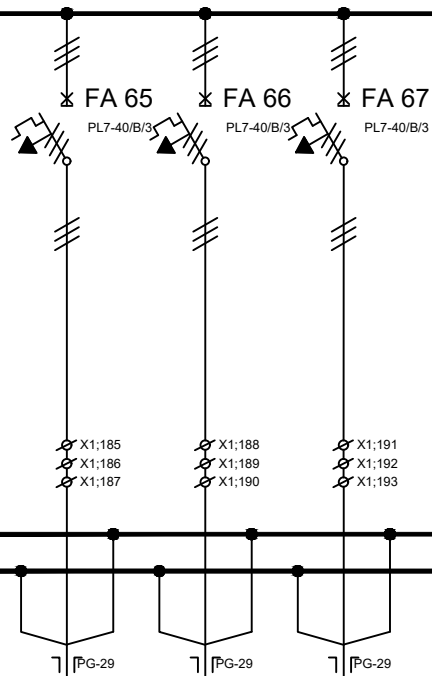 FA 65 FA 66 FA 67
PL7-40/B/3 PL7-40/B/3 PL7-40/B/3
X1;185 X1;188 X1;191
X1;186 X1;189 X1;192
X1;187 X1;190 X1;193
PG-29 PG-29 PG-29